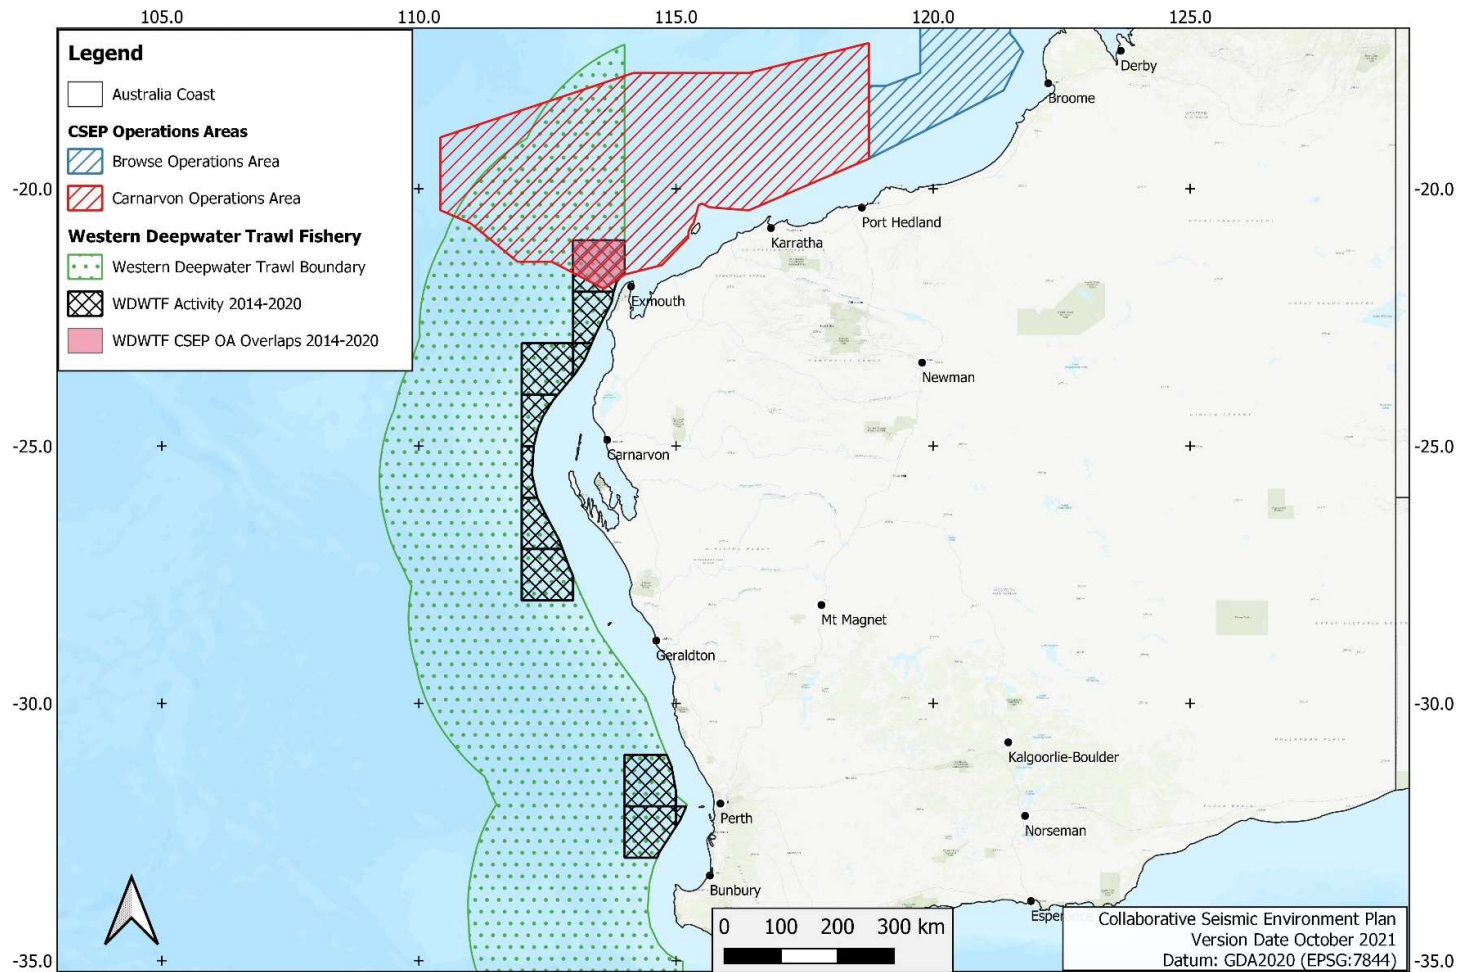 105.0 110.0 115.0 120.0 125.0
Legend
Australia Coast
CSEP Operations Areas
Browse Operations Area
Carnarvon Operations Area
Western Deepwater Trawl Fishery
Western Deepwater Trawl Boundary
WDWTF Activity 2014-2020
WDWTF CSEP OA Overlaps 2014-2020
Derby
Broome
-20.0 -20.0
Port Hedland
Karratha
Exmouth
Newman
-25.0 -25.0
Carnarvon
Mt Magnet
Geraldton
-30.0 -30.0
Kalgoorlie-Boulder
Perth
Norseman
Bunbury
Esperance
0 100 200 300 km
Collaborative Seismic Environment Plan
Version Date October 2021
Datum: GDA2020 (EPSG:7844)
-35.0 -35.0